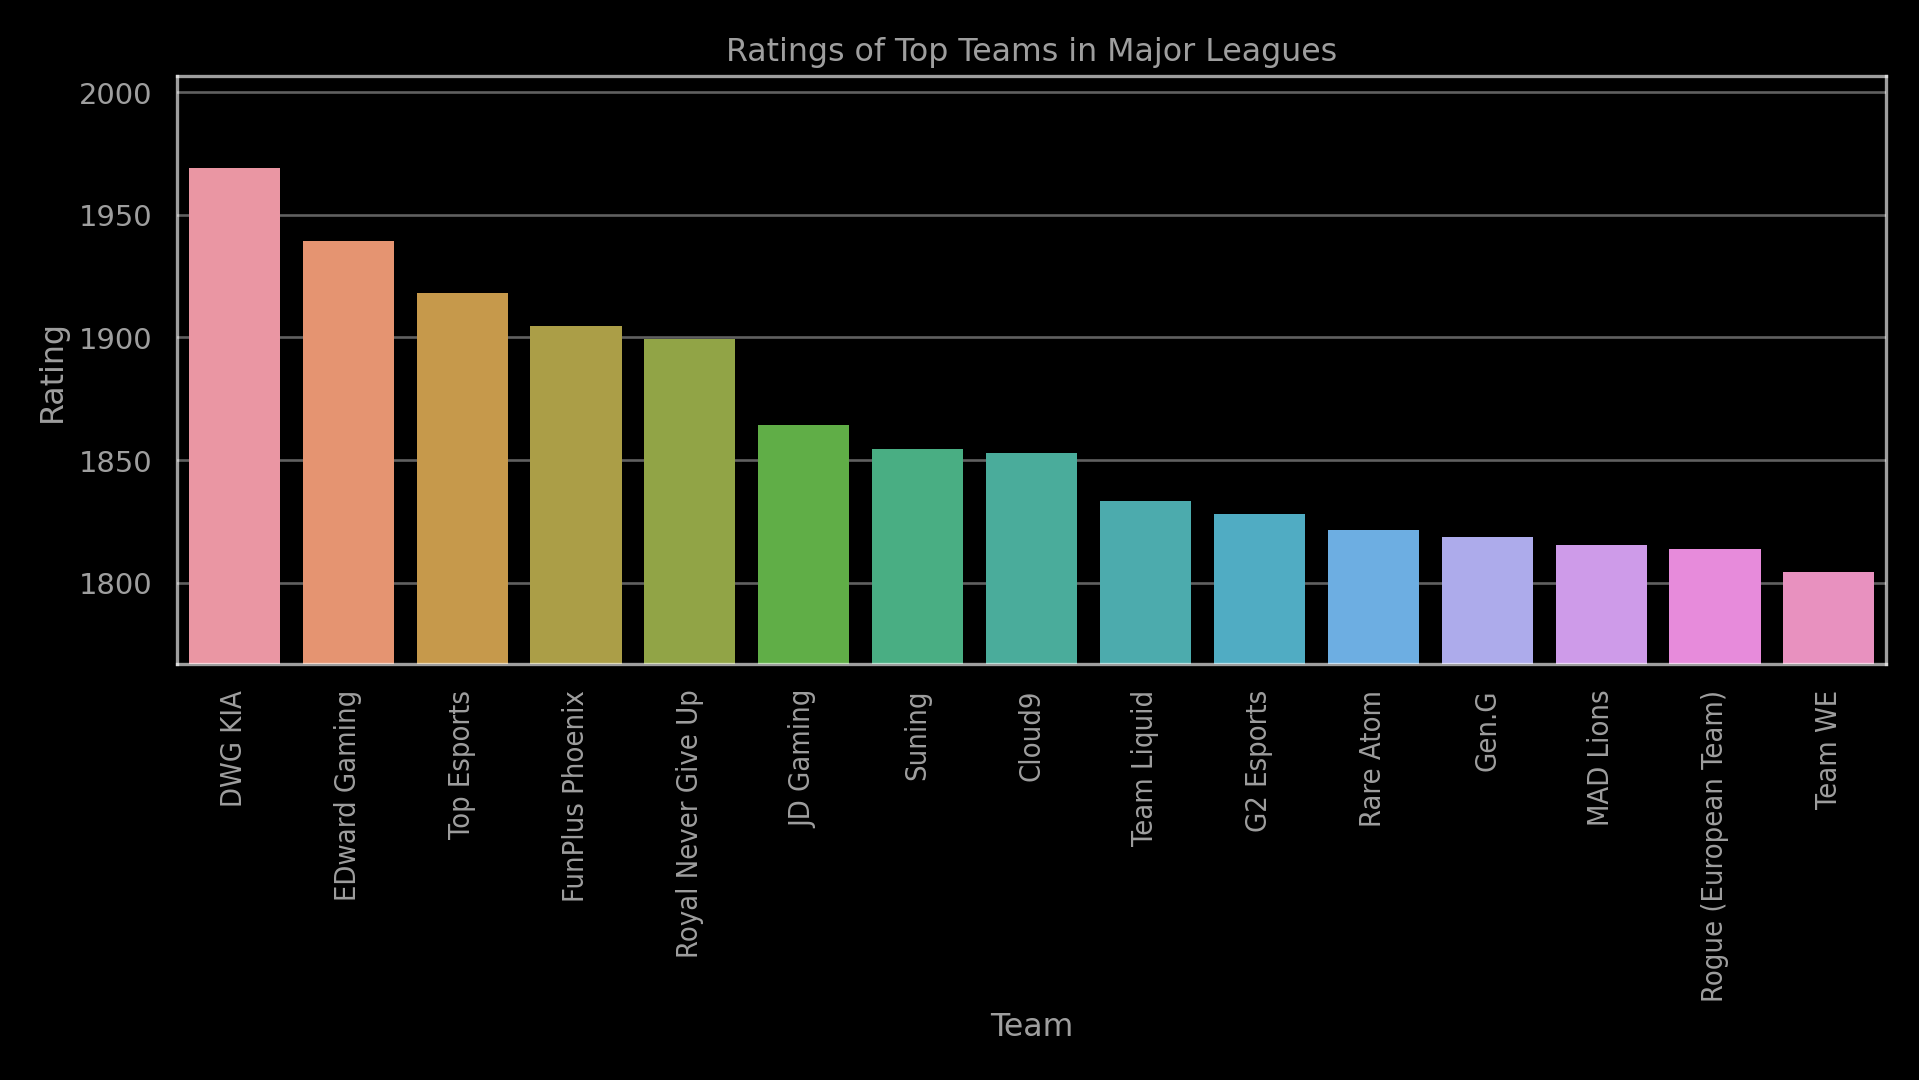 Ratings of Top Teams in Major Leagues
2000
1950
1900
1850
1800
Rating
DWG KIA
EDward Gaming
Top Esports
FunPlus Phoenix
Royal Never Give Up
JD Gaming
Suning
Cloud9
Team Liquid
G2 Esports
Rare Atom
Gen.G
MAD Lions
Rogue (European Team)
Team WE
Team